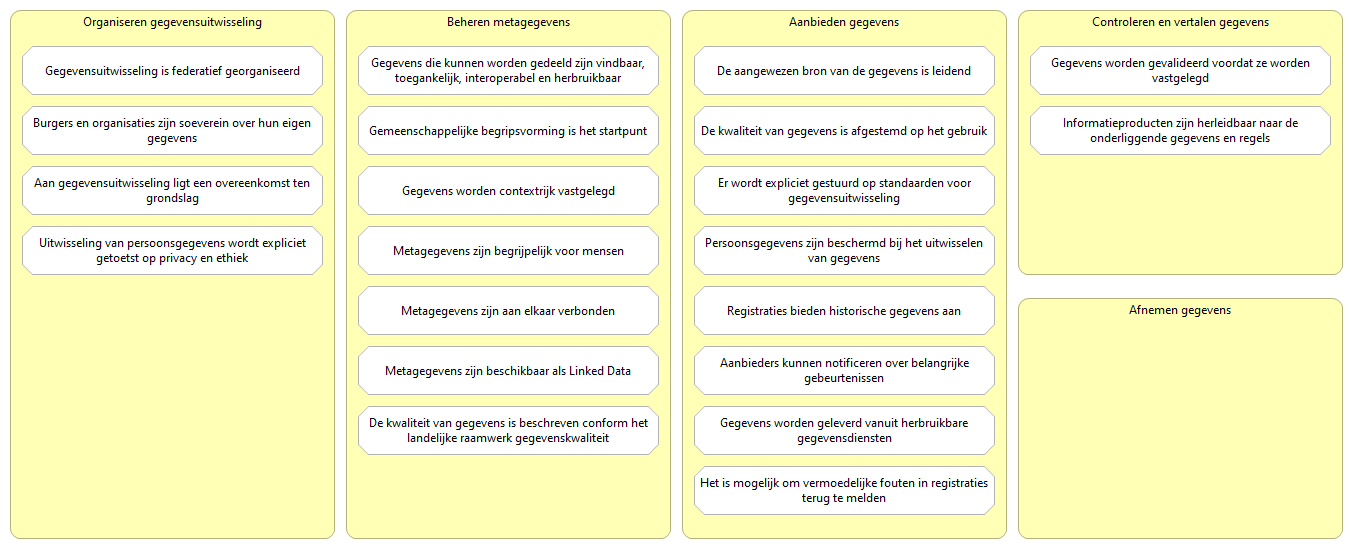 Organiseren gegevensuitwisseling
Gegevensuitwisseling is federatief georganiseerd
Burgers en organisaties zijn soeverein over hun eigen
gegevens
Aan gegevensuitwisseling ligt een overeenkomst ten
grondslag
Uitwisseling van persoonsgegevens wordt expliciet
getoetst op privacy en ethiek
Beheren metagegevens
Gegevens die kunnen worden gedeeld zijn vindbaar,
toegankelijk, interoperabel en herbruikbaar
Gemeenschappelijke begripsvorming is het startpunt
Gegevens worden contextrijk vastgelegd
Metagegevens zijn begrijpelijk voor mensen
Metagegevens zijn aan elkaar verbonden
Metagegevens zijn beschikbaar als Linked Data
De kwaliteit van gegevens is beschreven conform het
landelijke raamwerk gegevenskwaliteit
Aanbieden gegevens
De aangewezen bron van de gegevens is leidend
De kwaliteit van gegevens is afgestemd op het gebruik
Er wordt expliciet gestuurd op standaarden voor
gegevensuitwisseling
Persoonsgegevens zijn beschermd bij het uitwisselen
van gegevens
Registraties bieden historische gegevens aan
Aanbieders kunnen notificeren over belangrijke
gebeurtenissen
Gegevens worden geleverd vanuit herbruikbare
gegevensdiensten
Het is mogelijk om vermoedelijke fouten in registraties
terug te melden
Controleren en vertalen gegevens
Gegevens worden gevalideerd voordat ze worden
vastgelegd
Informatieproducten zijn herleidbaar naar de
onderliggende gegevens en regels
Afnemen gegevens